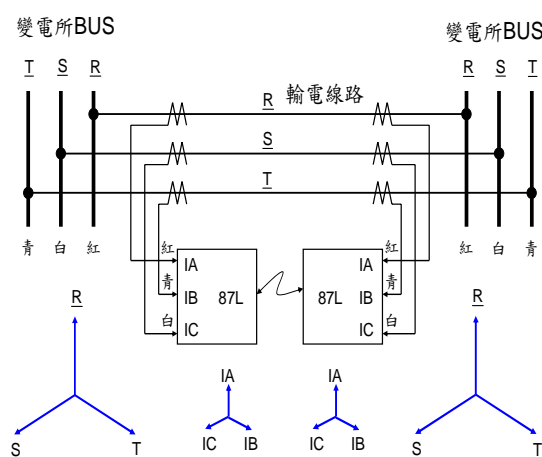 變電所BUS
變電所BUS
T S R
R S T
R 輸電線路
S
T
青 白 紅
紅 白 青
紅 IA
青 IB 87L
白 IC
IA 紅
87L IB 青
IC 白
R
S T
IA
IC IB
IA
IC IB
R
S T